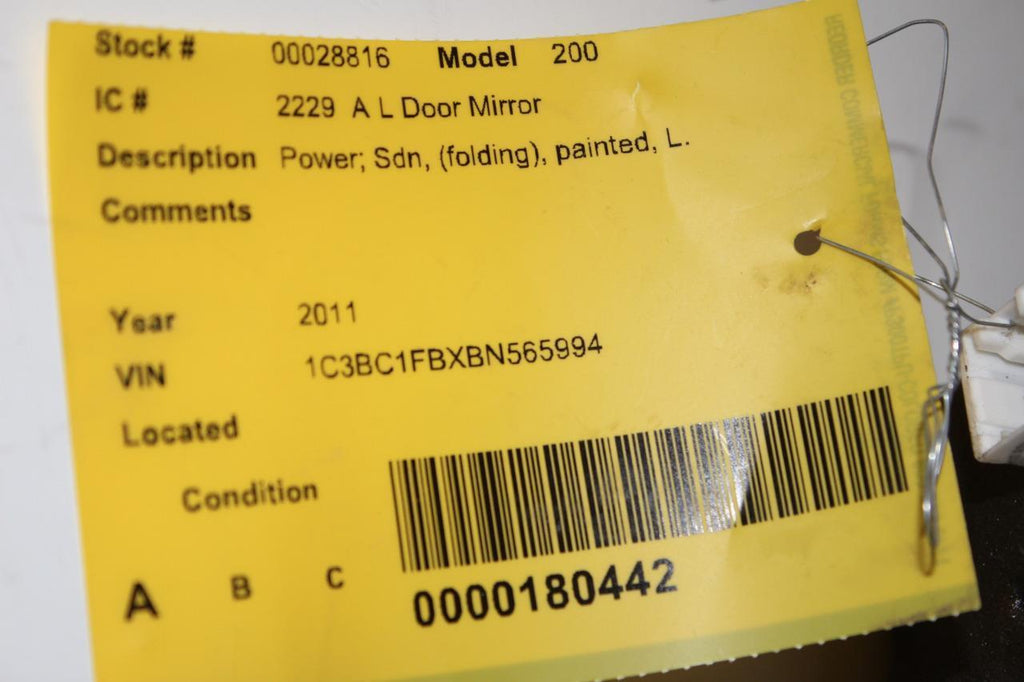 Stock # 00028816 Model 200
IC # 2229 A L Door Mirror
Description Power; Sdn, (folding), painted, L.
Comments
Year 2011
VIN 1C3BC1FBXBN565994
Located
Condition
A B C
0000180442